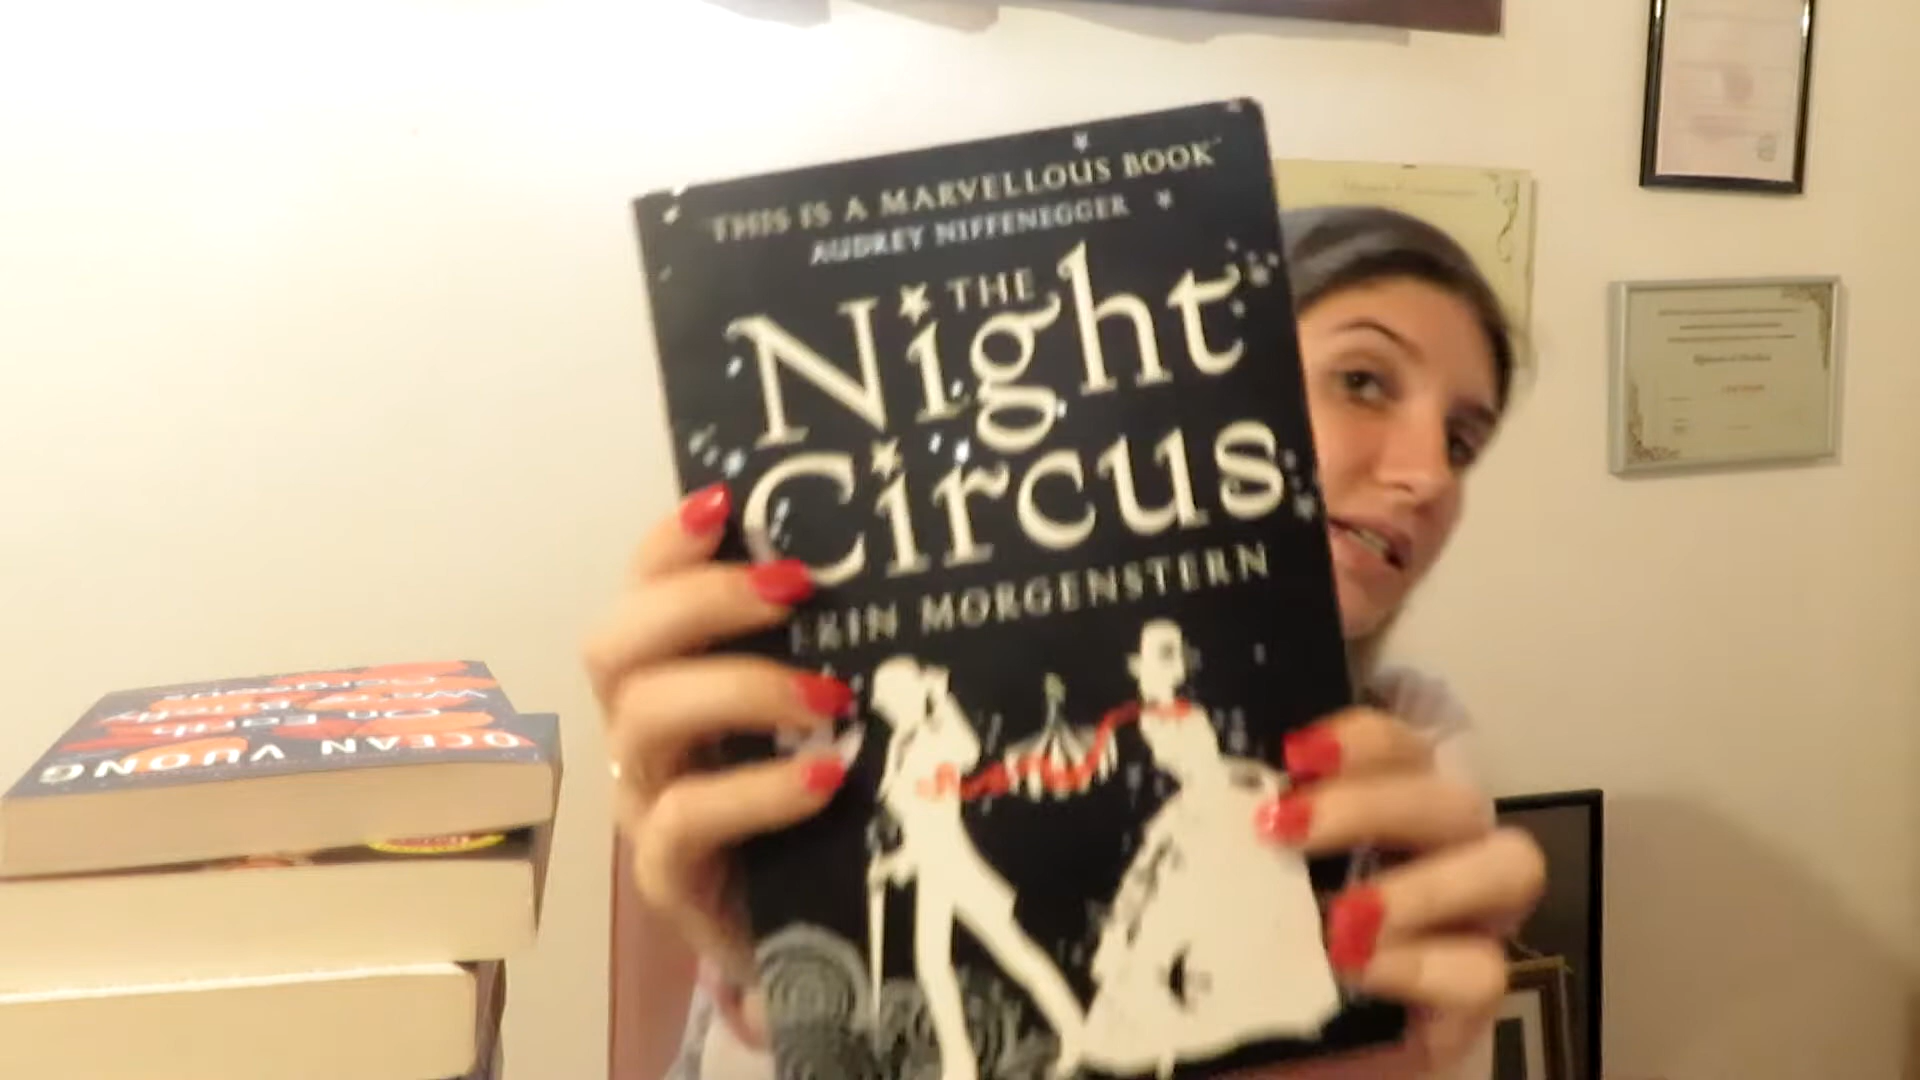 THIS IS A MARVELLOUS BOOK"
AUDREY NIFFENEGGER
THE
Night
Circus
ERIN MORGENSTERN
OCEAN VUONG
On Earth
We're
Briefly
Gorgeous